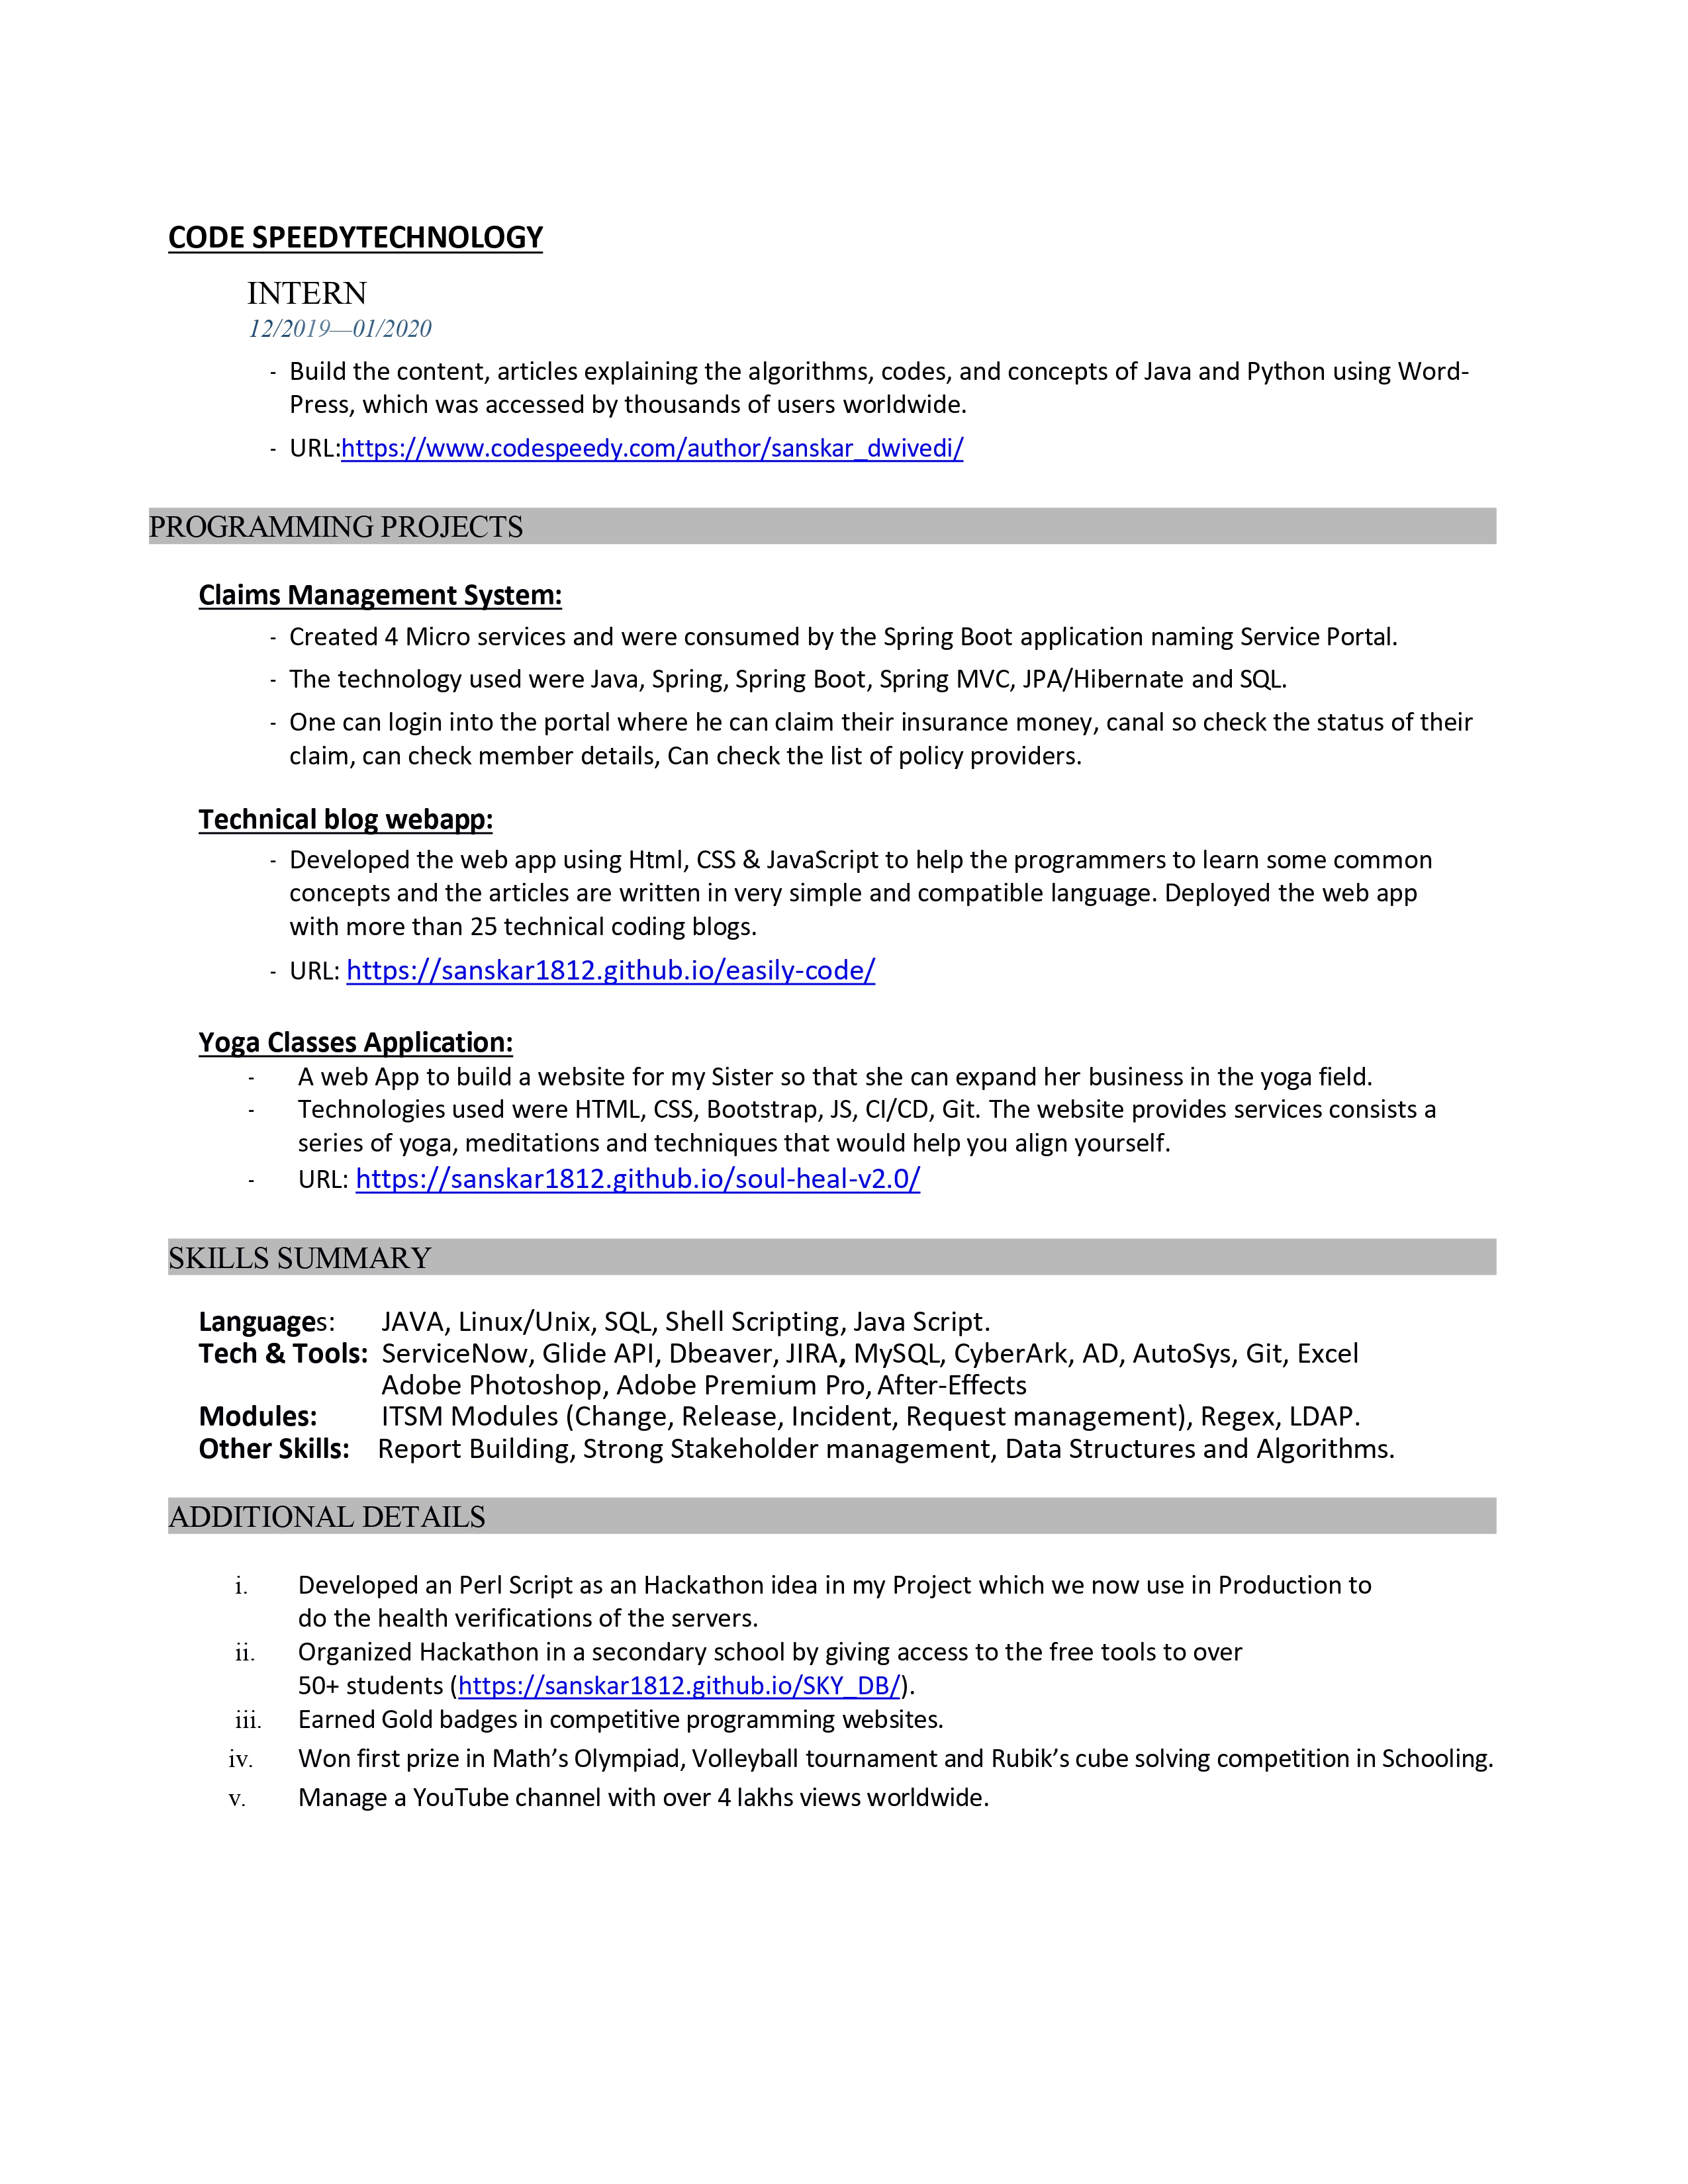 CODE SPEEDYTECHNOLOGY
INTERN
12/2019—01/2020
- Build the content, articles explaining the algorithms, codes, and concepts of Java and Python using Word-
Press, which was accessed by thousands of users worldwide.
- URL:https://www.codespeedy.com/author/sanskar_dwivedi/
PROGRAMMING PROJECTS
Claims Management System:
- Created 4 Micro services and were consumed by the Spring Boot application naming Service Portal.
- The technology used were Java, Spring, Spring Boot, Spring MVC, JPA/Hibernate and SQL.
- One can login into the portal where he can claim their insurance money, canal so check the status of their
claim, can check member details, Can check the list of policy providers.
Technical blog webapp:
- Developed the web app using Html, CSS & JavaScript to help the programmers to learn some common
concepts and the articles are written in very simple and compatible language. Deployed the web app
with more than 25 technical coding blogs.
- URL: https://sanskar1812.github.io/easily-code/
Yoga Classes Application:
- A web App to build a website for my Sister so that she can expand her business in the yoga field.
- Technologies used were HTML, CSS, Bootstrap, JS, CI/CD, Git. The website provides services consists a
series of yoga, meditations and techniques that would help you align yourself.
- URL: https://sanskar1812.github.io/soul-heal-v2.0/
SKILLS SUMMARY
Languages: JAVA, Linux/Unix, SQL, Shell Scripting, Java Script.
Tech & Tools: ServiceNow, Glide API, Dbeaver, JIRA, MySQL, CyberArk, AD, AutoSys, Git, Excel
Adobe Photoshop, Adobe Premium Pro, After-Effects
Modules: ITSM Modules (Change, Release, Incident, Request management), Regex, LDAP.
Other Skills: Report Building, Strong Stakeholder management, Data Structures and Algorithms.
ADDITIONAL DETAILS
i. Developed an Perl Script as an Hackathon idea in my Project which we now use in Production to
do the health verifications of the servers.
ii. Organized Hackathon in a secondary school by giving access to the free tools to over
50+ students (https://sanskar1812.github.io/SKY_DB/).
iii. Earned Gold badges in competitive programming websites.
iv. Won first prize in Math’s Olympiad, Volleyball tournament and Rubik’s cube solving competition in Schooling.
v. Manage a YouTube channel with over 4 lakhs views worldwide.